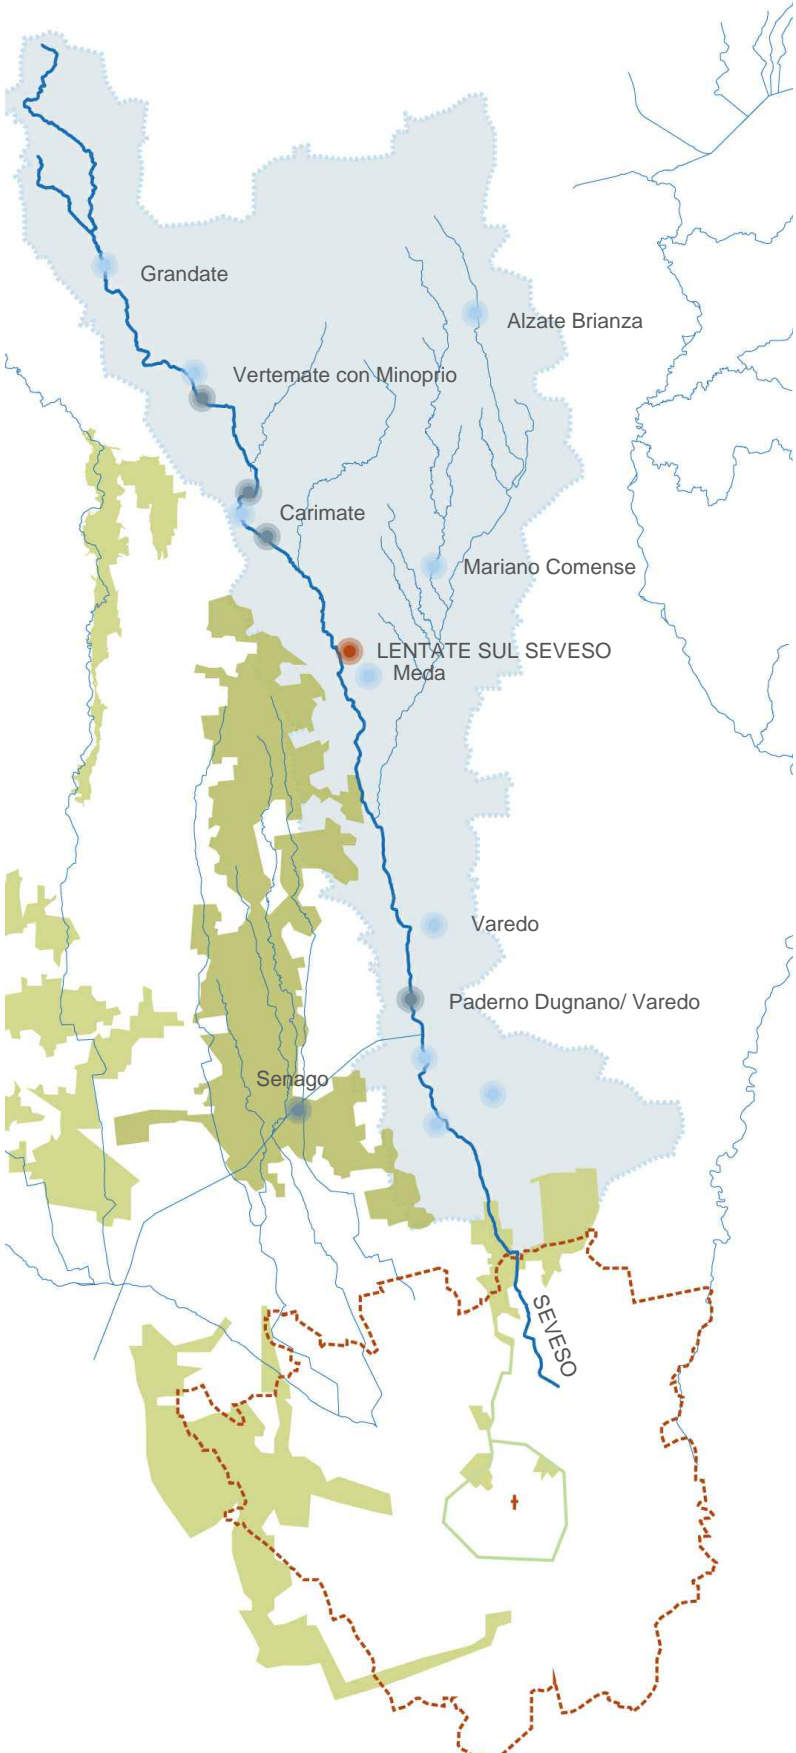 Grandate
Alzate Brianza
Vertemate con Minoprio
Carimate
Mariano Comense
LENTATE SUL SEVESO
Meda
Varedo
Paderno Dugnano/ Varedo
Senago
SEVESO